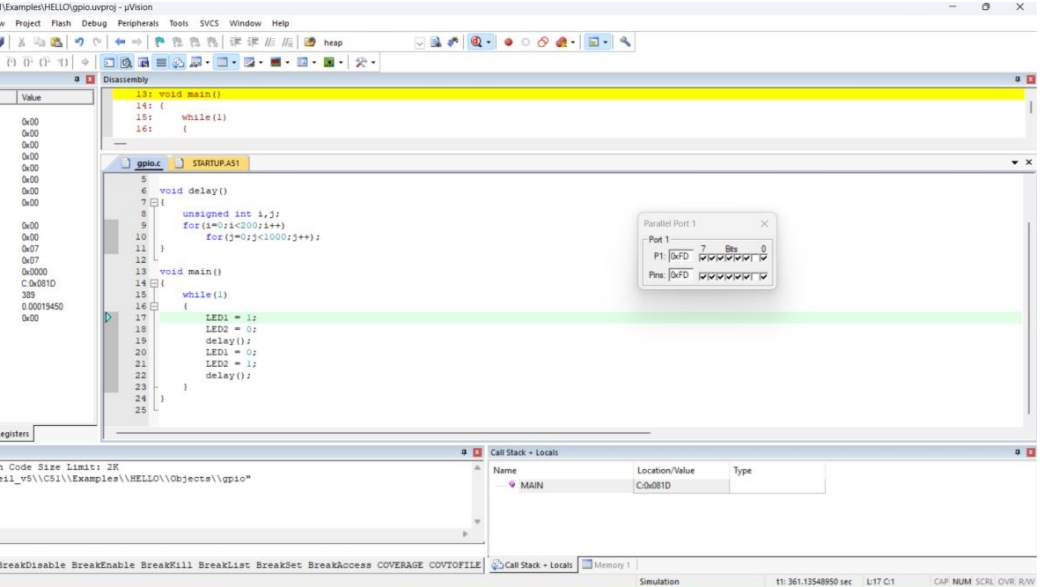 \Examples\HELLO\gpio.uvproj - µVision
w Project Flash Debug Peripherals Tools SVCS Window Help
heap
Disassembly
Value
13: void main()
14: {
15: while(1)
16: {
0x00
0x00
0x00
0x00
0x00
0x00
0x00
0x00
0x00
0x00
0x07
0x07
0x0000
C:0x081D
389
0.00019450
0x00
gpio.c STARTUP.A51
5
6 void delay()
7 {
8 unsigned int i,j;
9 for(i=0;i<200;i++)
10 for(j=0;j<1000;j++);
11 }
12
13 void main()
14 {
15 while(1)
16 {
17 LED1 = 1;
18 LED2 = 0;
19 delay();
20 LED1 = 0;
21 LED2 = 1;
22 delay();
23 }
24 }
25
Parallel Port 1
Port 1
7 Bits 0
P1: 0xFD
Pins: 0xFD
egisters
n Code Size Limit: 2K
eil_v5\\C51\\Examples\\HELLO\\Objects\\gpio"
BreakDisable BreakEnable BreakKill BreakList BreakSet BreakAccess COVERAGE COVTOFILE
Call Stack + Locals
Name Location/Value Type
MAIN C:0x081D
Call Stack + Locals Memory 1
Simulation t1: 361.13548950 sec L:17 C:1 CAP NUM SCRL OVR R/W